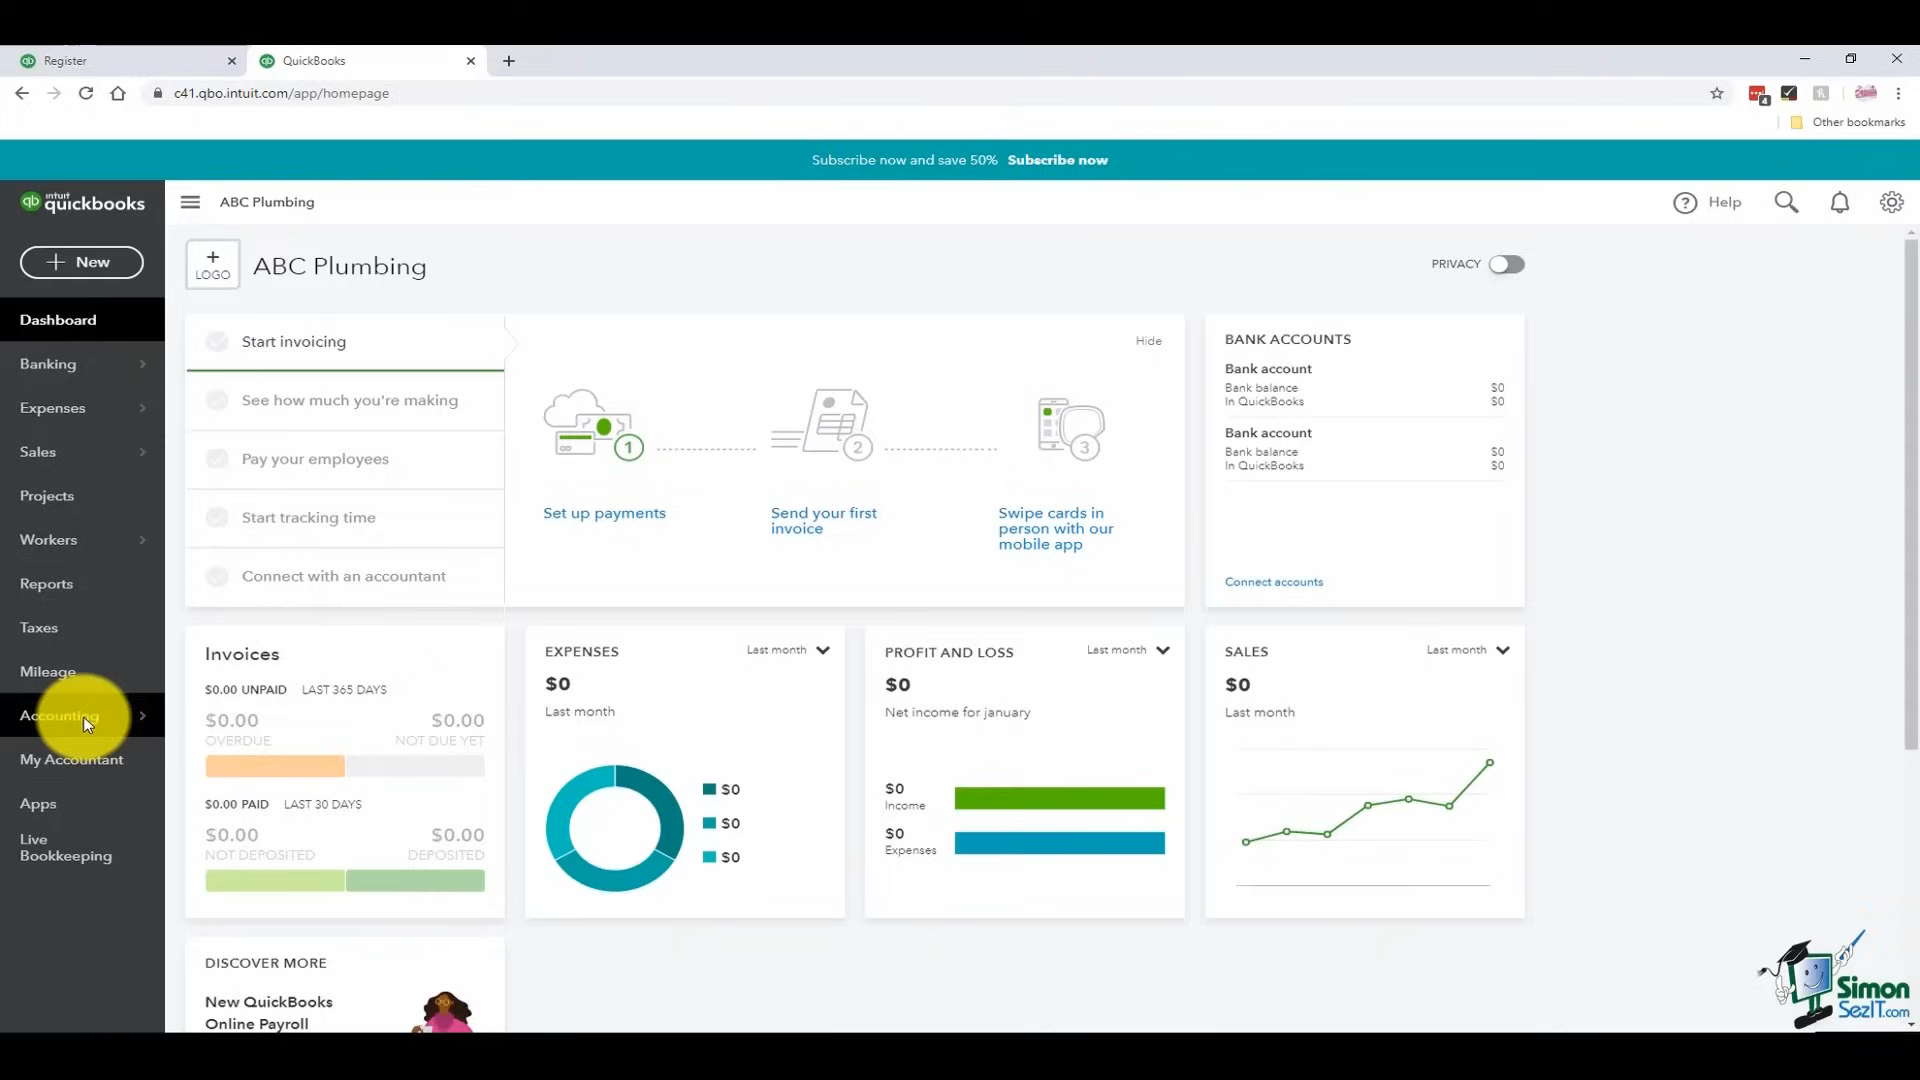 Register
QuickBooks
c41.qbo.intuit.com/app/homepage
4
Other bookmarks
Subscribe now and save 50% Subscribe now
qb intuit quickbooks
ABC Plumbing
? Help
+ New
+
LOGO
ABC Plumbing
PRIVACY
Dashboard
Banking
Expenses
Sales
Projects
Workers
Reports
Taxes
Mileage
Accounting
My Accountant
Apps
Live
Bookkeeping
Start invoicing
See how much you're making
Pay your employees
Start tracking time
Connect with an accountant
Hide
1
2
3
Set up payments
Send your first
invoice
Swipe cards in
person with our
mobile app
BANK ACCOUNTS
Bank account
Bank balance $0
In QuickBooks $0
Bank account
Bank balance $0
In QuickBooks $0
Connect accounts
Invoices
$0.00 UNPAID LAST 365 DAYS
$0.00 $0.00
OVERDUE NOT DUE YET
$0.00 PAID LAST 30 DAYS
$0.00 $0.00
NOT DEPOSITED DEPOSITED
EXPENSES Last month
$0
Last month
$0
$0
$0
PROFIT AND LOSS Last month
$0
Net income for january
$0
Income
$0
Expenses
SALES Last month
$0
Last month
DISCOVER MORE
New QuickBooks
Online Payroll
Simon
SezIT.com